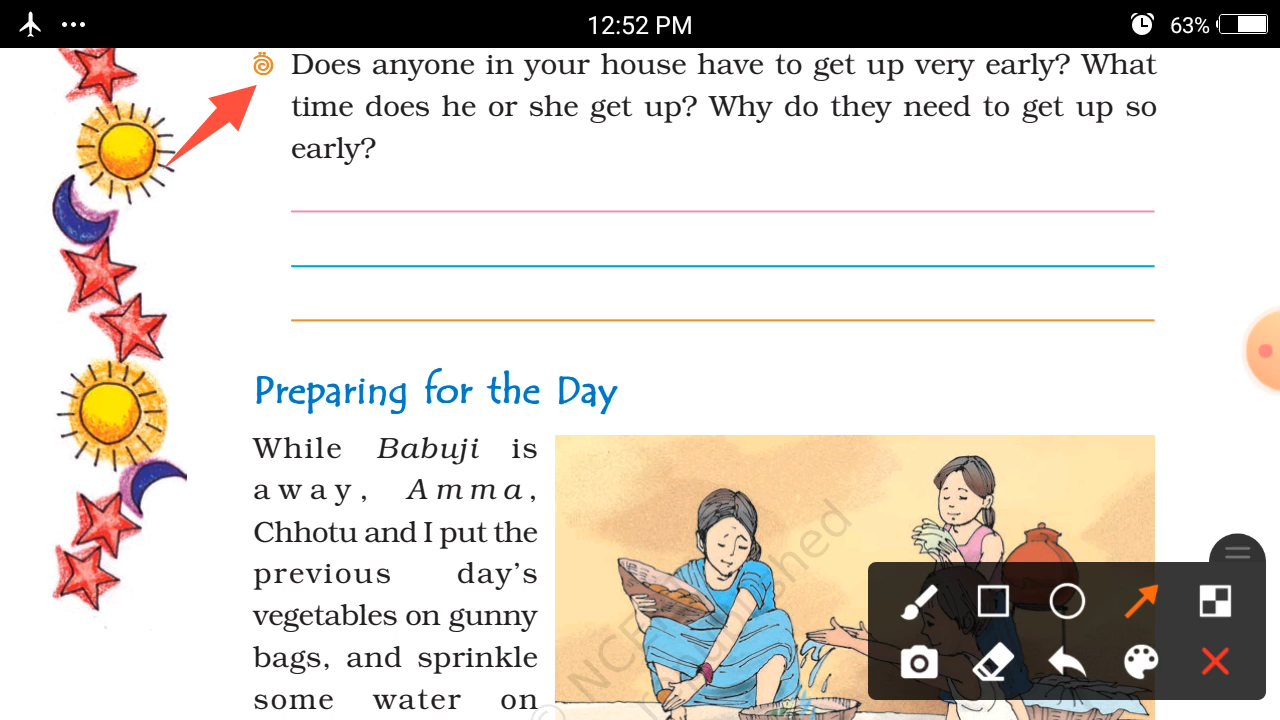 12:52 PM
63%
Does anyone in your house have to get up very early? What
time does he or she get up? Why do they need to get up so
early?
Preparing for the Day
While Babuji is
away, Amma,
Chhotu and I put the
previous day's
vegetables on gunny
bags, and sprinkle
some water on